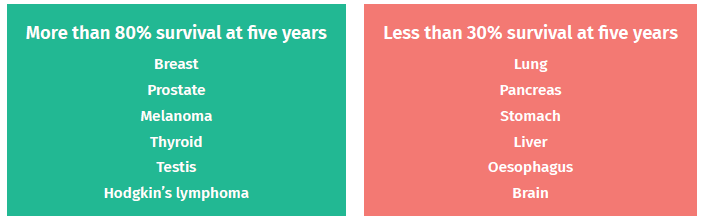 More than 80% survival at five years
Breast
Prostate
Melanoma
Thyroid
Testis
Hodgkin’s lymphoma
Less than 30% survival at five years
Lung
Pancreas
Stomach
Liver
Oesophagus
Brain